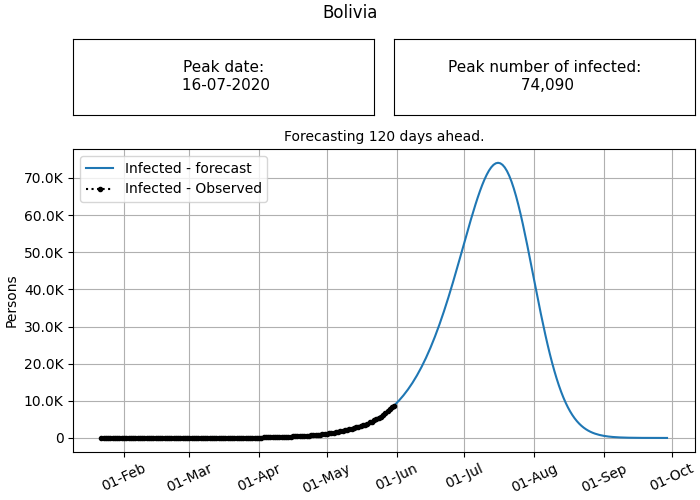 Bolivia
Peak date:
16-07-2020
Peak number of infected:
74,090
Forecasting 120 days ahead.
Infected - forecast
Infected - Observed
Persons
70.0K
60.0K
50.0K
40.0K
30.0K
20.0K
10.0K
0
01-Feb
01-Mar
01-Apr
01-May
01-Jun
01-Jul
01-Aug
01-Sep
01-Oct